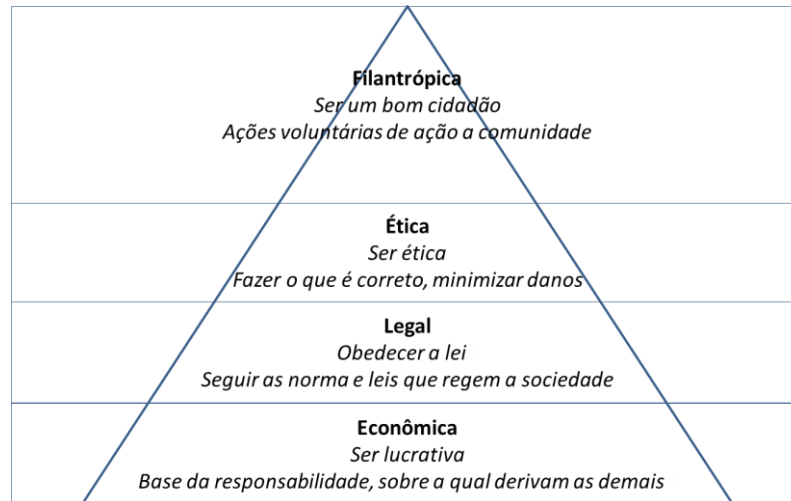 Filantrópica
Ser um bom cidadão
Ações voluntárias de ação a comunidade
Ética
Ser ética
Fazer o que é correto, minimizar danos
Legal
Obedecer a lei
Seguir as norma e leis que regem a sociedade
Econômica
Ser lucrativa
Base da responsabilidade, sobre a qual derivam as demais